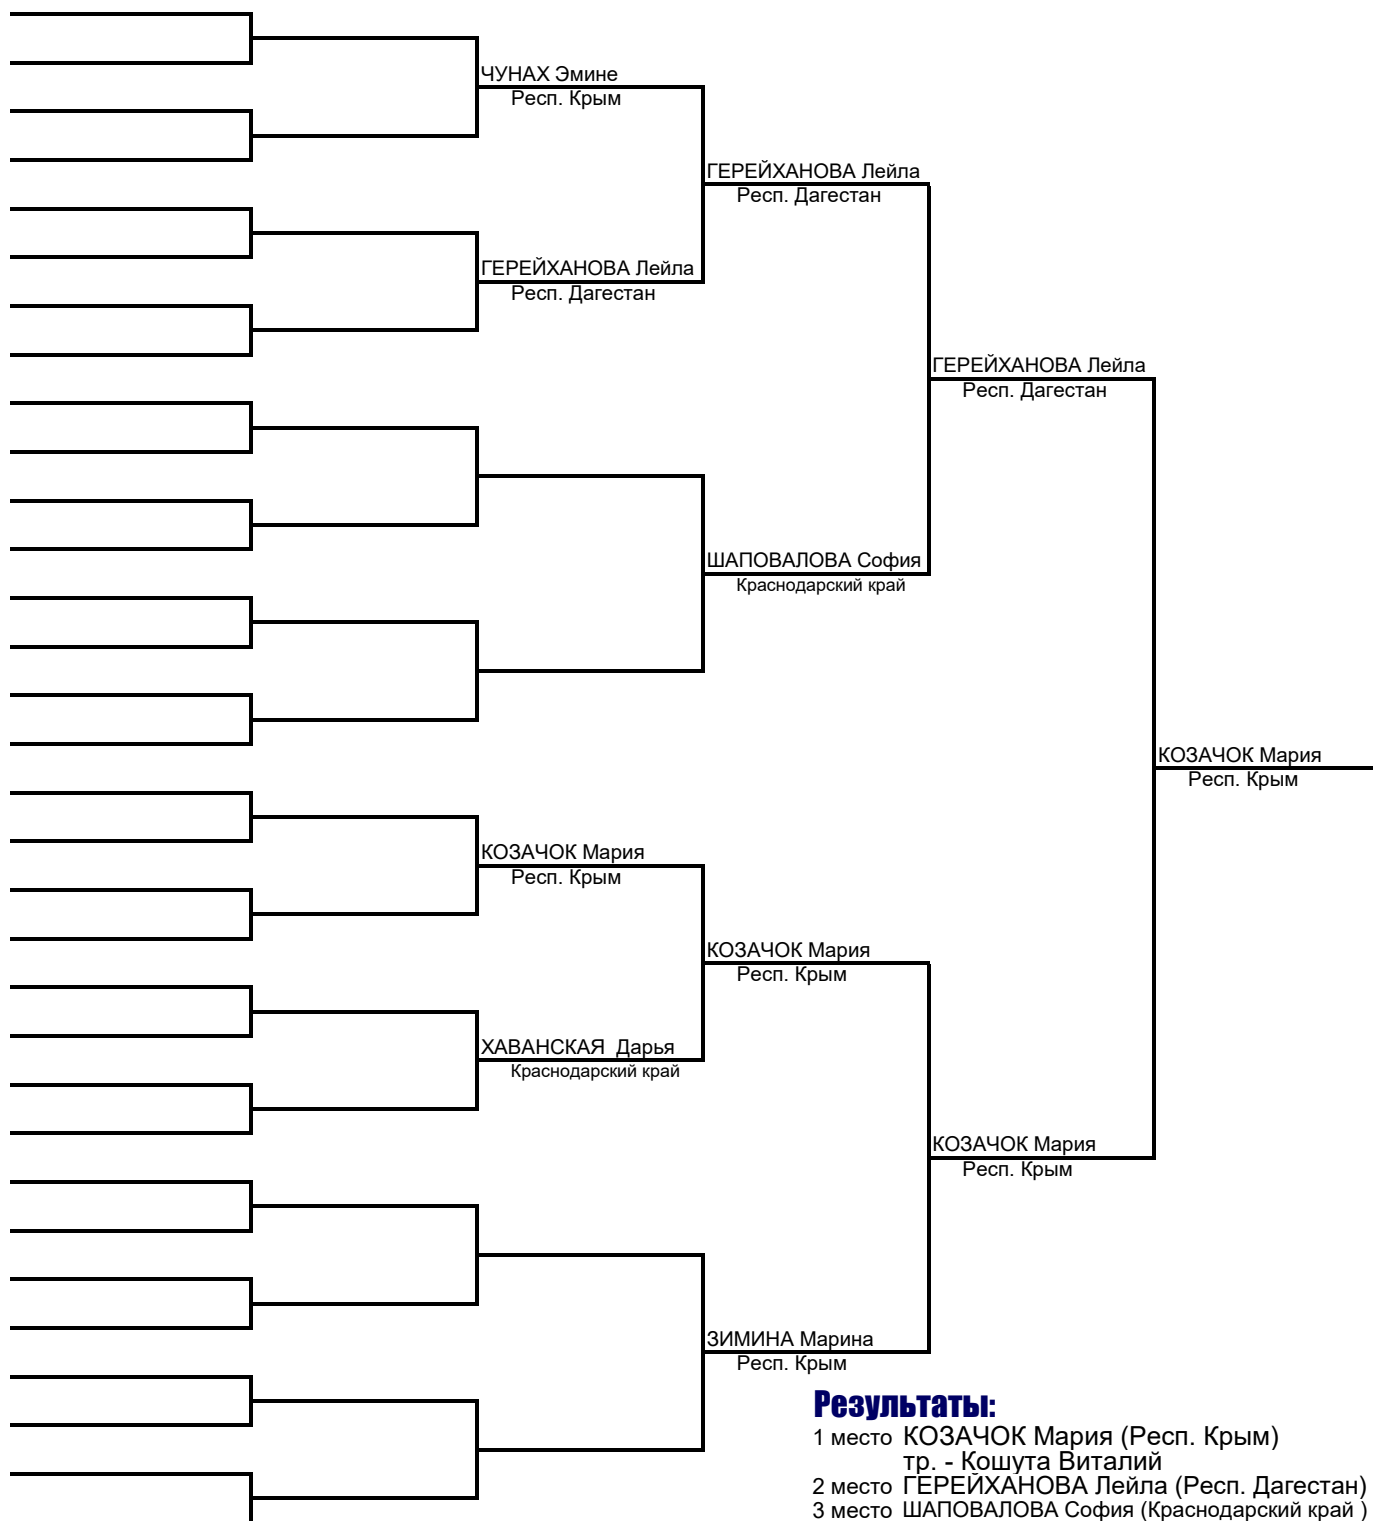 ЧУНАХ Эмине
Респ. Крым
ГЕРЕЙХАНОВА Лейла
Респ. Дагестан
ГЕРЕЙХАНОВА Лейла
Респ. Дагестан
ГЕРЕЙХАНОВА Лейла
Респ. Дагестан
ШАПОВАЛОВА София
Краснодарский край
КОЗАЧОК Мария
Респ. Крым
КОЗАЧОК Мария
Респ. Крым
КОЗАЧОК Мария
Респ. Крым
ХАВАНСКАЯ  Дарья
Краснодарский край
КОЗАЧОК Мария
Респ. Крым
ЗИМИНА Марина
Респ. Крым
Результаты:
1 место КОЗАЧОК Мария (Респ. Крым)
тр. - Кошута Виталий
2 место ГЕРЕЙХАНОВА Лейла (Респ. Дагестан)
3 место ШАПОВАЛОВА София (Краснодарский край )